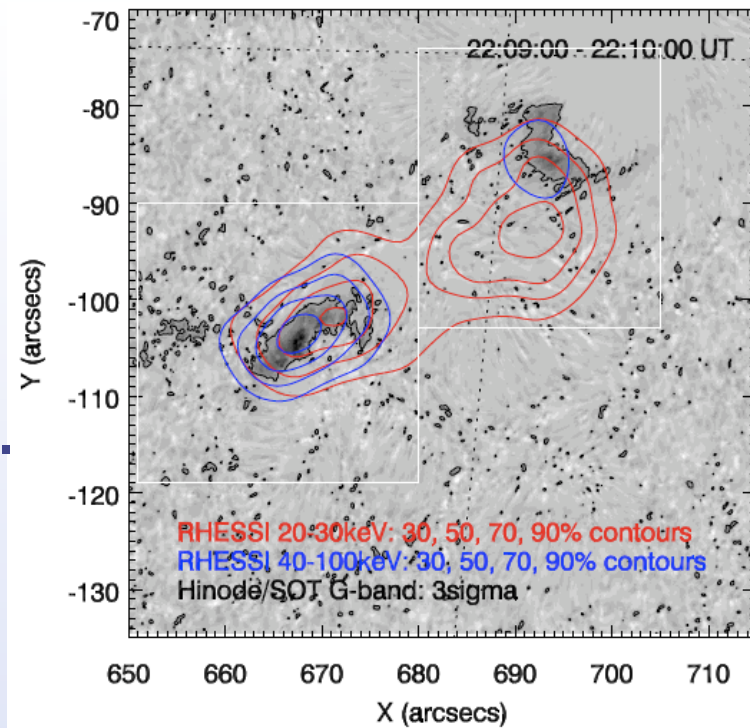 22:09:00 - 22:10:00 UT
-70
-80
-90
-100
-110
-120
-130
Y (arcsecs)
RHESSI 20-30keV: 30, 50, 70, 90% contours
RHESSI 40-100keV: 30, 50, 70, 90% contours
Hinode/SOT G-band: 3sigma
650 660 670 680 690 700 710
X (arcsecs)